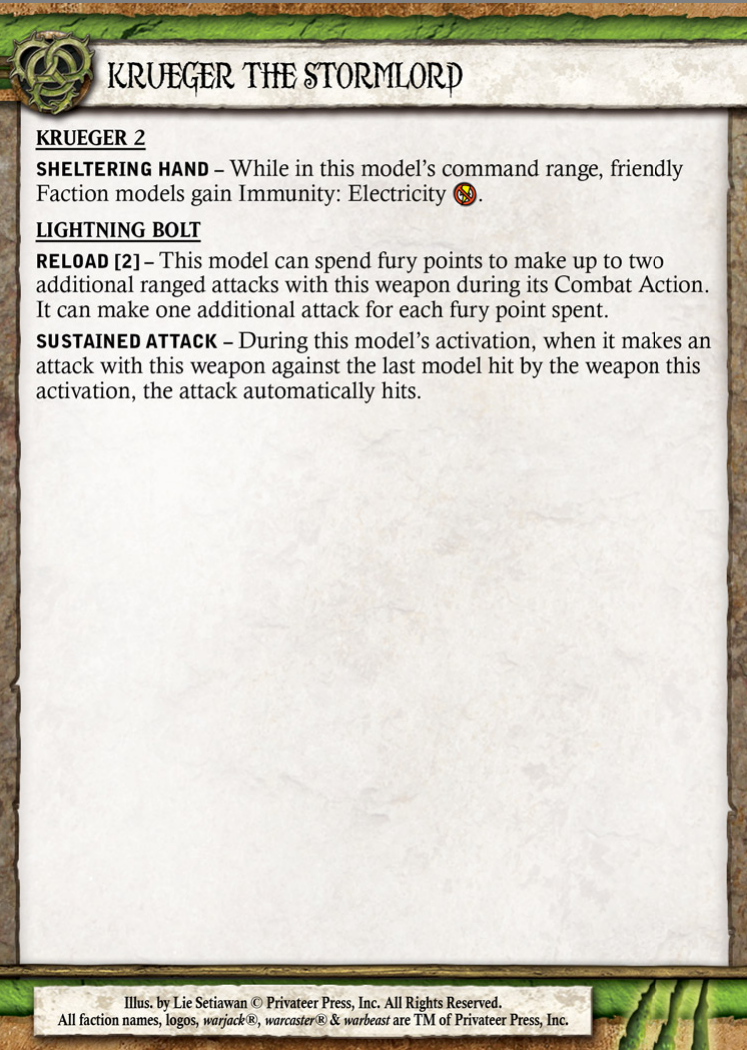 KRUEGER THE STORMLORD
KRUEGER 2
SHELTERING HAND – While in this model's command range, friendly
Faction models gain Immunity: Electricity .
LIGHTNING BOLT
RELOAD [2] – This model can spend fury points to make up to two
additional ranged attacks with this weapon during its Combat Action.
It can make one additional attack for each fury point spent.
SUSTAINED ATTACK – During this model's activation, when it makes an
attack with this weapon against the last model hit by the weapon this
activation, the attack automatically hits.
Illus. by Lie Setiawan © Privateer Press, Inc. All Rights Reserved.
All faction names, logos, warjack®, warcaster® & warbeast are TM of Privateer Press, Inc.